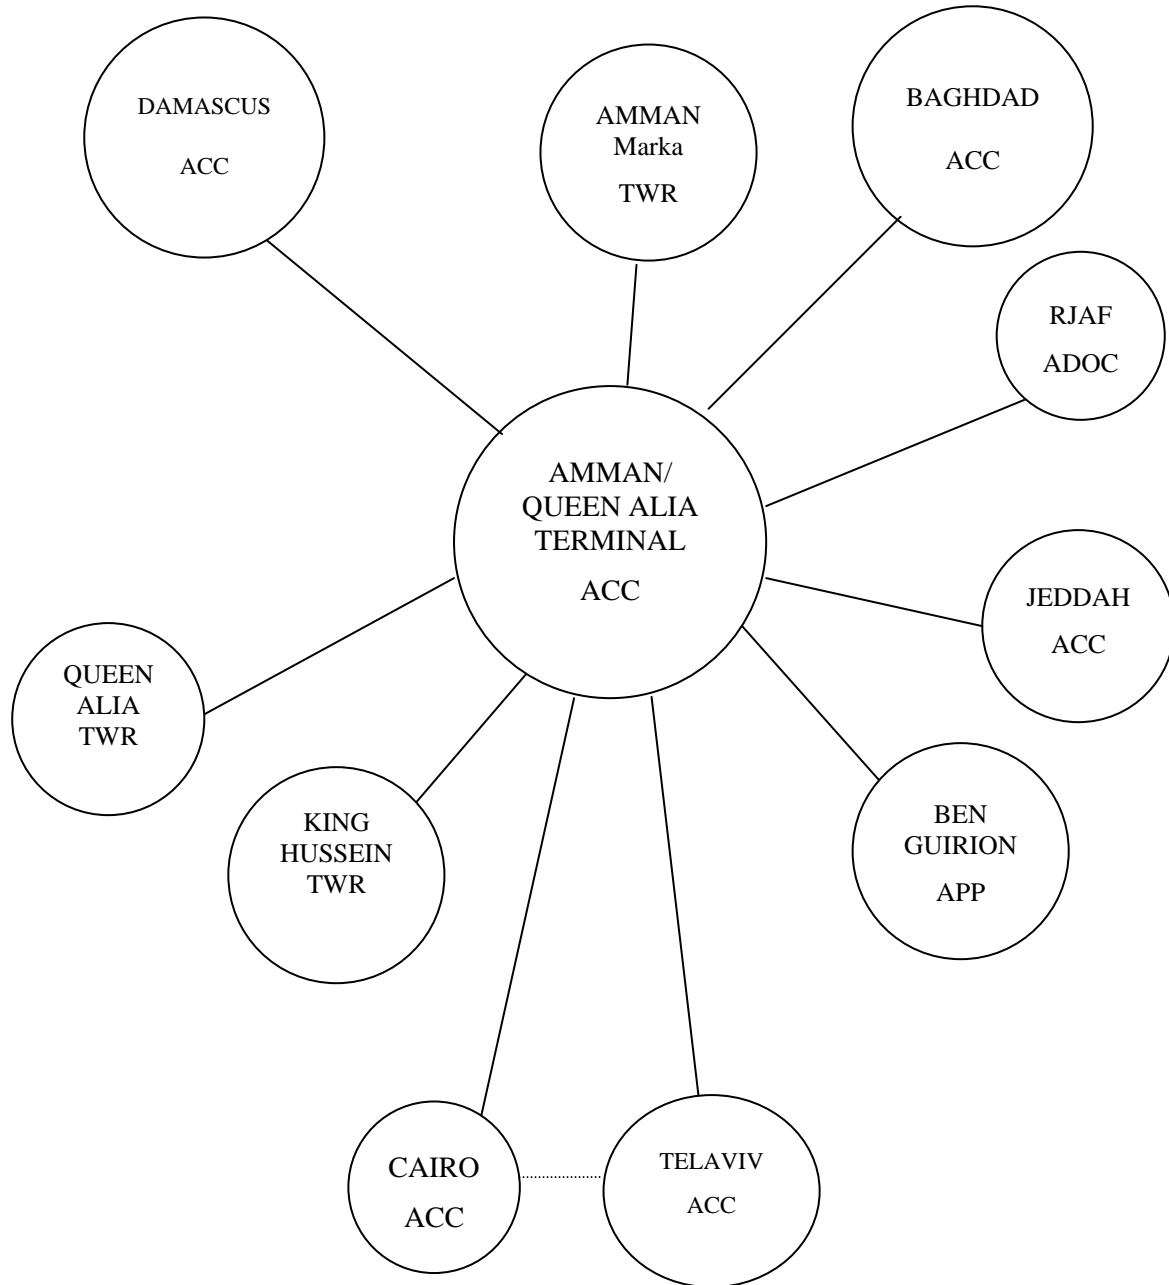 DAMASCUS
ACC
AMMAN
Marka
TWR
BAGHDAD
ACC
RJAF
ADOC
AMMAN/
QUEEN ALIA
TERMINAL
ACC
JEDDAH
ACC
QUEEN
ALIA
TWR
KING
HUSSEIN
TWR
BEN
GUIRION
APP
CAIRO
ACC
TELAVIV
ACC